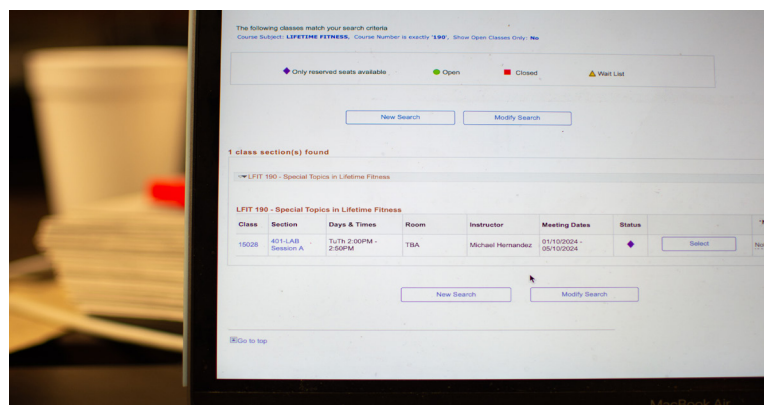 The following classes match your search criteria
Course Subject: LIFETIME FITNESS, Course Number is exactly '190', Show Open Classes Only: No
Only reserved seats available Open Closed Wait List
New Search Modify Search
1 class section(s) found
LFIT 190 - Special Topics in Lifetime Fitness
LFIT 190 - Special Topics in Lifetime Fitness
Class Section Days & Times Room Instructor Meeting Dates Status
15028 401-LAB Session A TuTh 2:00PM - 2:50PM TBA Michael Hernandez 01/10/2024 - 05/10/2024 Select
New Search Modify Search
Go to top
MacBook Air